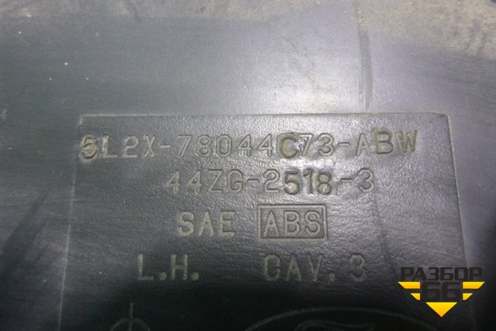 5L2X-78044C73-ABW
44ZG-2518-3
SAE ABS
L.H. CAV. 3
РАЗБОР
66